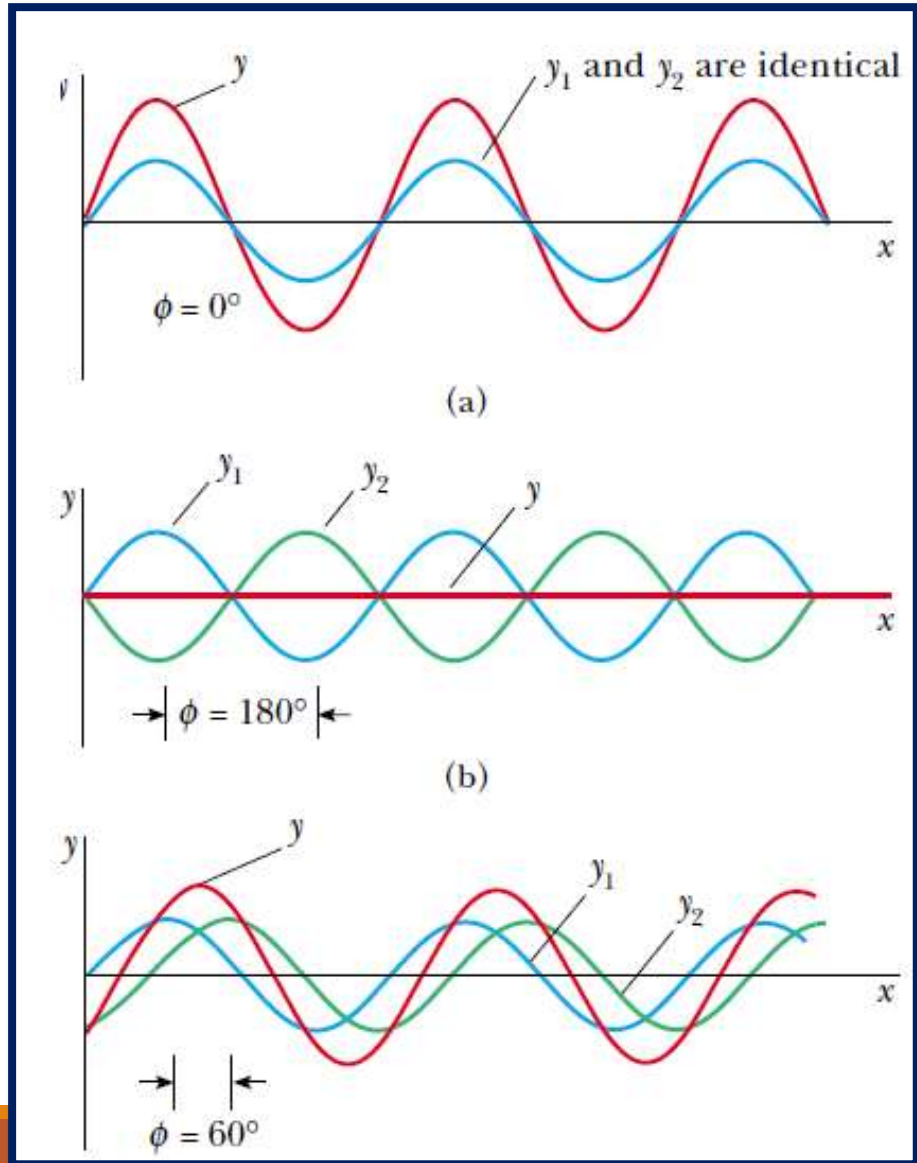 y
y
y₁ and y₂ are identical
x
ϕ = 0°
(a)
y₁
y₂
y
y
x
ϕ = 180°
(b)
y
y
y₁
y₂
x
ϕ = 60°